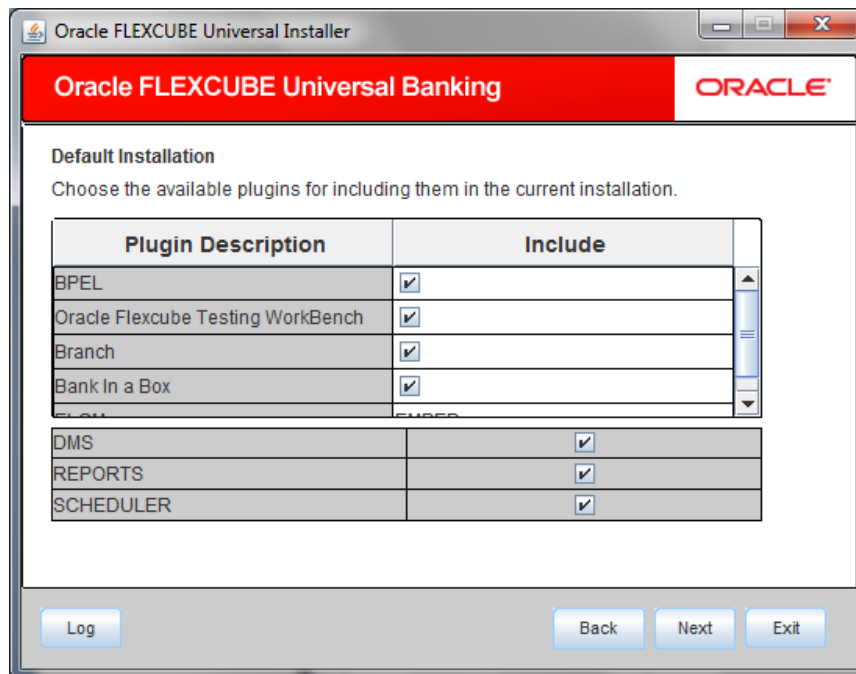 Oracle FLEXCUBE Universal Installer
Oracle FLEXCUBE Universal Banking
ORACLE
Default Installation
Choose the available plugins for including them in the current installation.
Plugin Description Include
BPEL
Oracle Flexcube Testing WorkBench
Branch
Bank In a Box
DMS
REPORTS
SCHEDULER
Log Back Next Exit